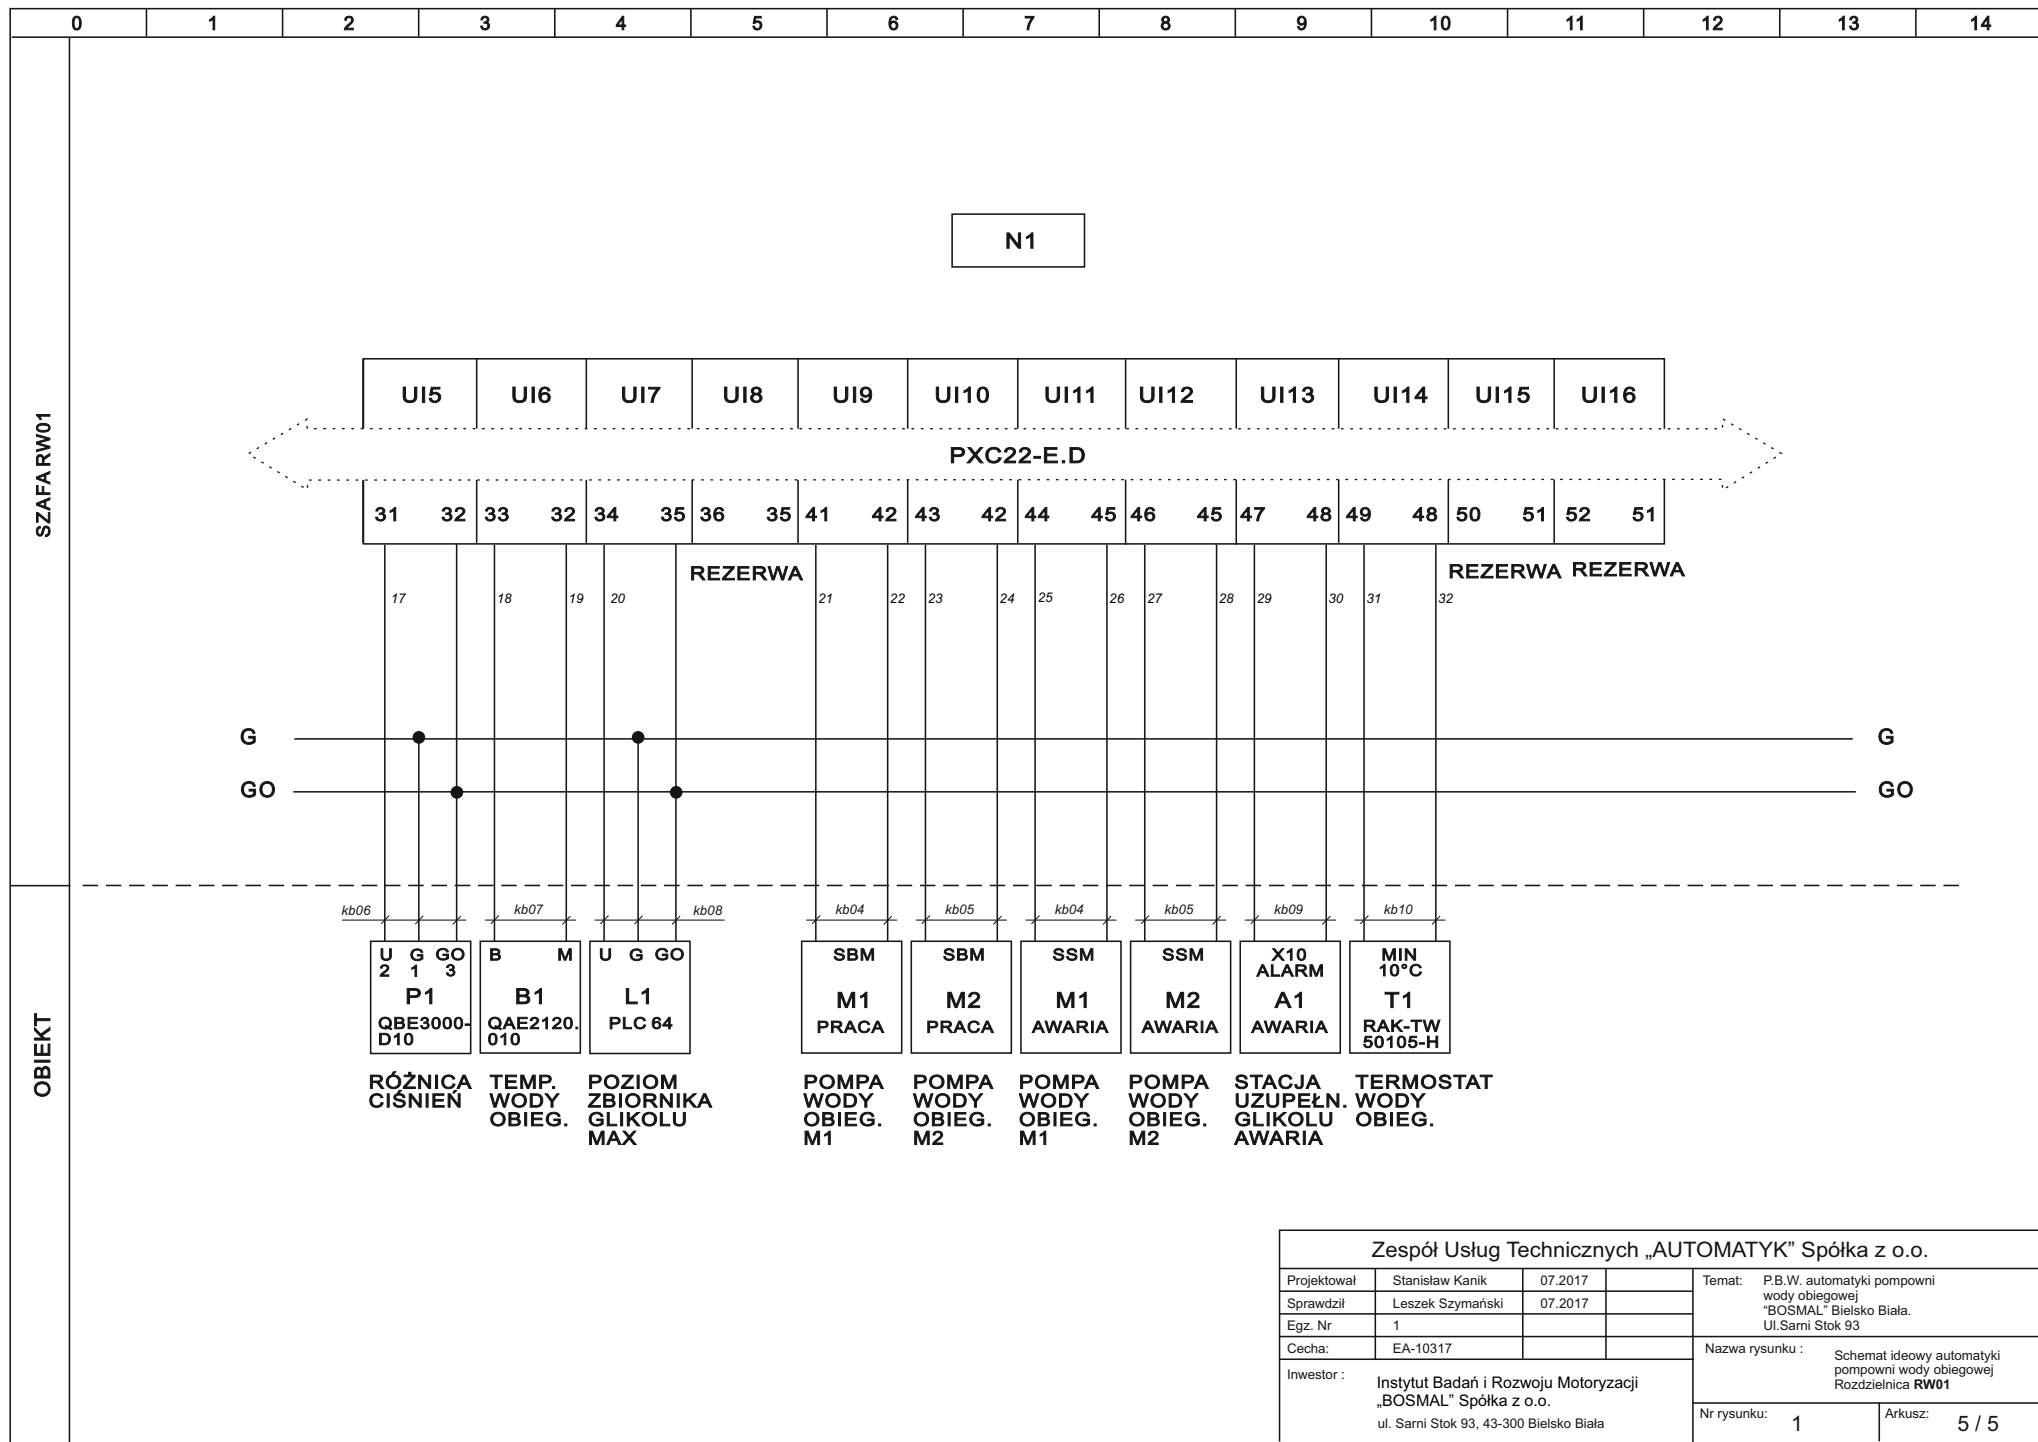 0 1 2 3 4 5 6 7 8 9 10 11 12 13 14
N1
SZAFA RW01
UI5 UI6 UI7 UI8 UI9 UI10 UI11 UI12 UI13 UI14 UI15 UI16
PXC22-E.D
31 32 33 32 34 35 36 35 41 42 43 42 44 45 46 45 47 48 49 48 50 51 52 51
REZERWA REZERWA REZERWA
17 18 19 20 21 22 23 24 25 26 27 28 29 30 31 32
G G
GO GO
OBIEKT
kb06 kb07 kb08 kb04 kb05 kb04 kb05 kb09 kb10
U G GO
2 1 3
P1
QBE3000-
D10
RÓŻNICA
CIŚNIEŃ
B M
B1
QAE2120.
010
TEMP.
WODY
OBIEG.
U G GO
L1
PLC 64
POZIOM
ZBIORNIKA
GLIKOLU
MAX
SBM
M1
PRACA
POMPA
WODY
OBIEG.
M1
SBM
M2
PRACA
POMPA
WODY
OBIEG.
M2
SSM
M1
AWARIA
POMPA
WODY
OBIEG.
M1
SSM
M2
AWARIA
POMPA
WODY
OBIEG.
M2
X10
ALARM
A1
AWARIA
STACJA
UZUPEŁN.
GLIKOLU
AWARIA
MIN
10°C
T1
RAK-TW
50105-H
TERMOSTAT
WODY
OBIEG.
Zespół Usług Technicznych „AUTOMATYK” Spółka z o.o.
Projektował Stanisław Kanik 07.2017
Sprawdził Leszek Szymański 07.2017
Egz. Nr 1
Cecha: EA-10317
Inwestor : Instytut Badań i Rozwoju Motoryzacji
„BOSMAL” Spółka z o.o.
ul. Sarni Stok 93, 43-300 Bielsko Biała
Temat: P.B.W. automatyki pompowni
wody obiegowej
“BOSMAL” Bielsko Biała.
Ul.Sarni Stok 93
Nazwa rysunku : Schemat ideowy automatyki
pompowni wody obiegowej
Rozdzielnica RW01
Nr rysunku: 1 Arkusz: 5 / 5